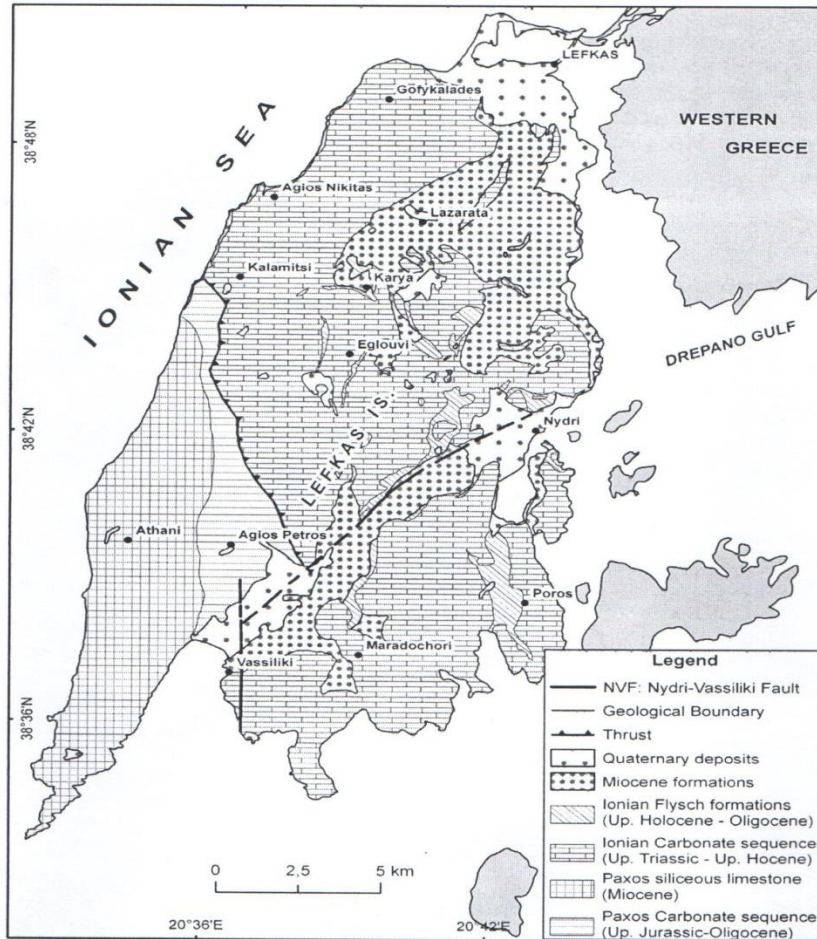 LEFKAS
Gofykalades
WESTERN
GREECE
38°48'N
IONIAN SEA
Agios Nikitas
Lazarata
Kalamitsi
Karya
Eglouvi
DREPANO GULF
38°42'N
LEFKAS IS.
Nydri
Athani
Agios Petros
Poros
Maradochori
Vassiliki
38°36'N
0 2,5 5 km
20°36'E
20°42'E
Legend
NVF: Nydri-Vassiliki Fault
Geological Boundary
Thrust
Quaternary deposits
Miocene formations
Ionian Flysch formations
(Up. Holocene - Oligocene)
Ionian Carbonate sequence
(Up. Triassic - Up. Hocene)
Paxos siliceous limestone
(Miocene)
Paxos Carbonate sequence
(Up. Jurassic-Oligocene)